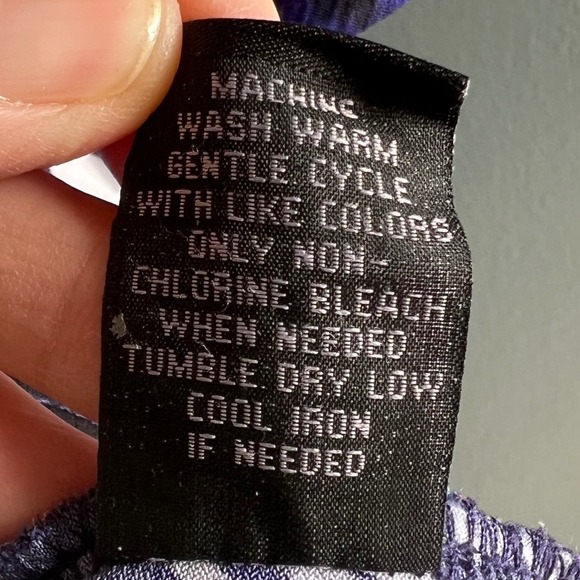 MACHINE
WASH WARM
GENTLE CYCLE
WITH LIKE COLORS
ONLY NON-
CHLORINE BLEACH
WHEN NEEDED
TUMBLE DRY LOW
COOL IRON
IF NEEDED